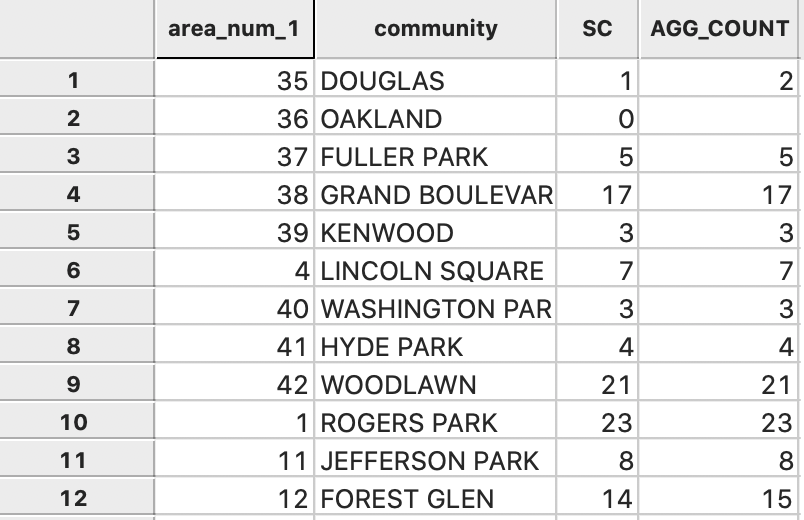 area_num_1 community SC AGG_COUNT
1 35 DOUGLAS 1 2
2 36 OAKLAND 0
3 37 FULLER PARK 5 5
4 38 GRAND BOULEVAR 17 17
5 39 KENWOOD 3 3
6 4 LINCOLN SQUARE 7 7
7 40 WASHINGTON PAR 3 3
8 41 HYDE PARK 4 4
9 42 WOODLAWN 21 21
10 1 ROGERS PARK 23 23
11 11 JEFFERSON PARK 8 8
12 12 FOREST GLEN 14 15